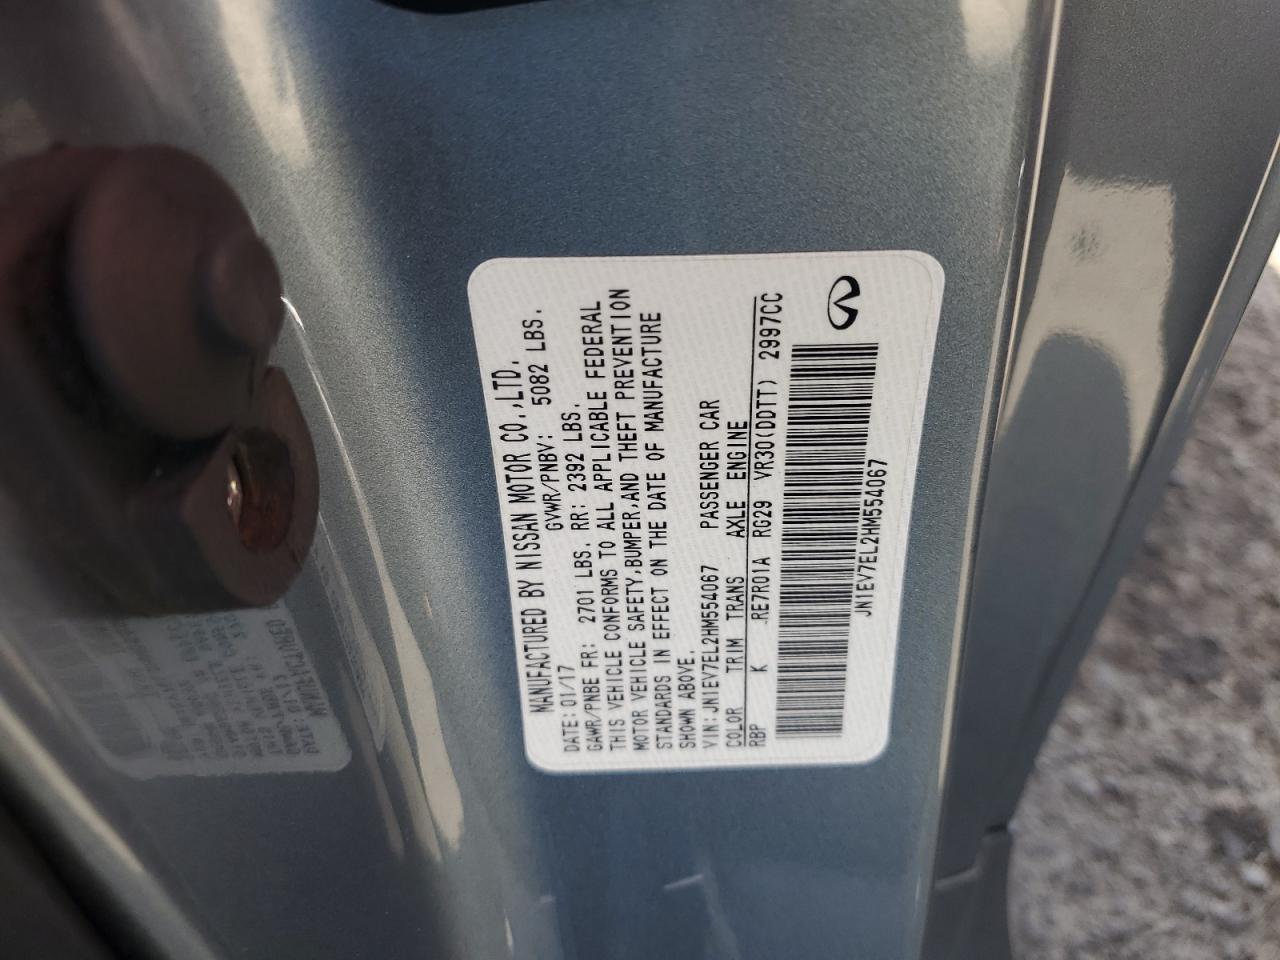 MANUFACTURED BY NISSAN MOTOR CO.,LTD.
DATE: 01/17 GVWR/PNBV: 5082 LBS.
GAWR/PNBE FR: 2701 LBS. RR: 2392 LBS.
THIS VEHICLE CONFORMS TO ALL APPLICABLE FEDERAL
MOTOR VEHICLE SAFETY,BUMPER,AND THEFT PREVENTION
STANDARDS IN EFFECT ON THE DATE OF MANUFACTURE
SHOWN ABOVE.
VIN: JN1EV7EL2HM554067 PASSENGER CAR
COLOR TRIM TRANS AXLE ENGINE
RBP K RE7R01A RG29 VR30(DDTT) 2997CC
JN1EV7EL2HM554067